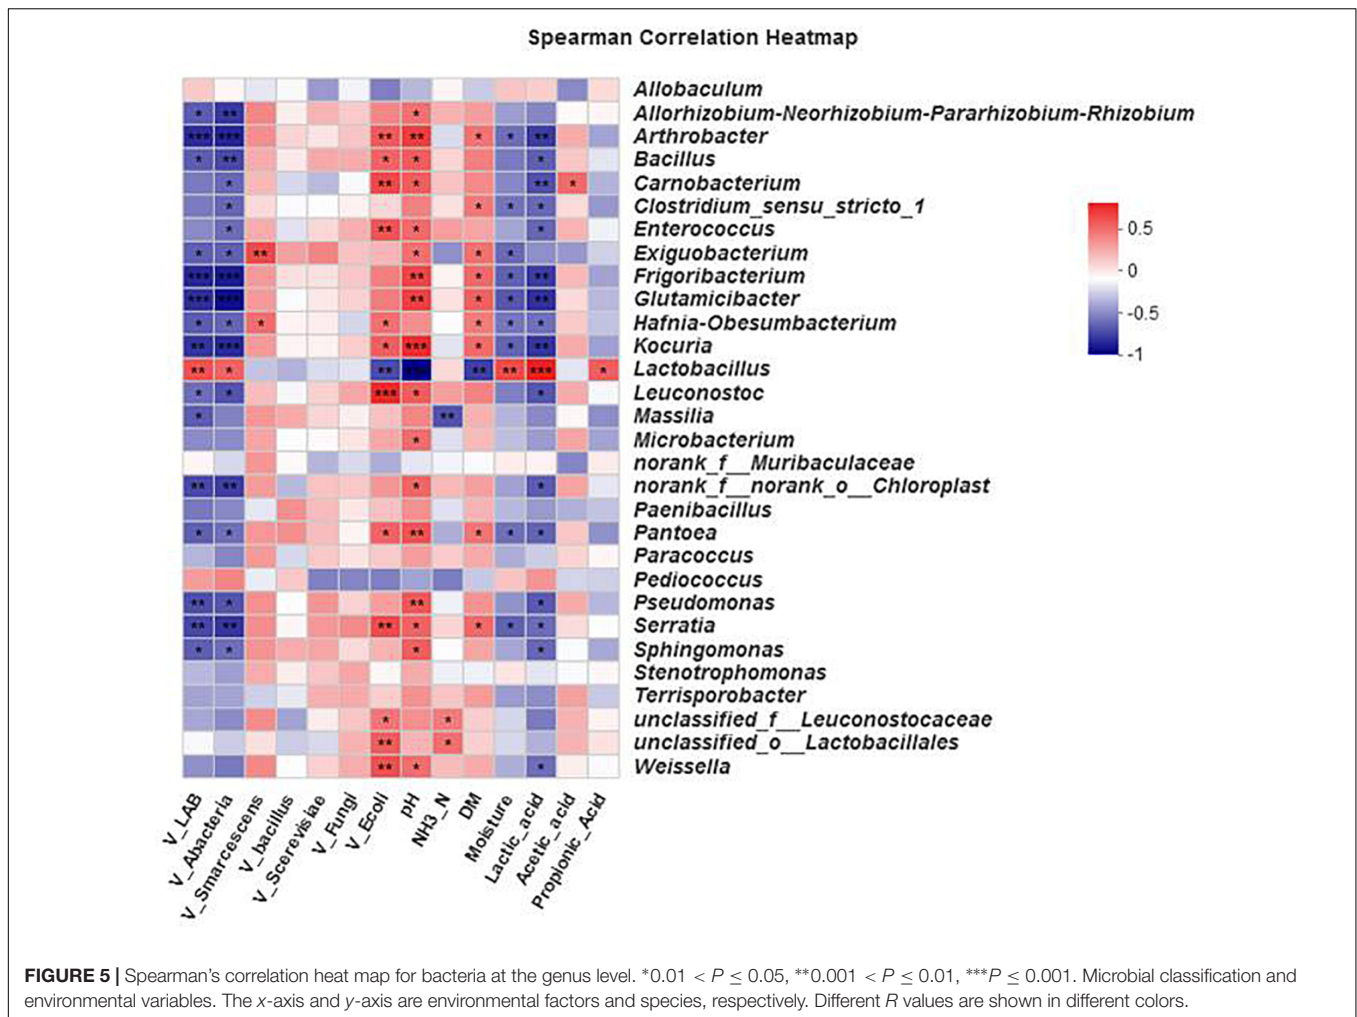 Spearman Correlation Heatmap
Allobaculum
Allorhizobium-Neorhizobium-Pararhizobium-Rhizobium
* ** *
Arthrobacter
*** *** ** ** * * **
Bacillus
* ** * * *
Carnobacterium
* ** * ** *
Clostridium_sensu_stricto_1
* * * *
Enterococcus
* ** * *
Exiguobacterium
* * ** * * *
Frigoribacterium
*** *** ** * * **
Glutamicibacter
*** *** ** * * **
Hafnia-Obesumbacterium
* * * * * * *
Kocuria
** *** * *** * * **
Lactobacillus
** * ** *** ** ** *** *
Leuconostoc
* * *** * *
Massilia
* **
Microbacterium
*
norank_f__Muribaculaceae
norank_f__norank_o__Chloroplast
** ** * *
Paenibacillus
Pantoea
* * * ** * * *
Paracoccus
Pediococcus
Pseudomonas
** * ** *
Serratia
** ** ** * * * *
Sphingomonas
* * * *
Stenotrophomonas
Terrisporobacter
unclassified_f__Leuconostocaceae
* *
unclassified_o__Lactobacillales
** *
Weissella
** * *
0.5
0
-0.5
-1
V_LAB
V_Abacteria
V_Smarcescens
V_bacillus
V_Scerevisiae
V_Fungi
V_Ecoli
pH
NH3_N
DM
Moisture
Lactic_acid
Acetic_acid
Propionic_Acid
FIGURE 5 | Spearman's correlation heat map for bacteria at the genus level. *0.01 < P ≤ 0.05, **0.001 < P ≤ 0.01, ***P ≤ 0.001. Microbial classification and
environmental variables. The x-axis and y-axis are environmental factors and species, respectively. Different R values are shown in different colors.